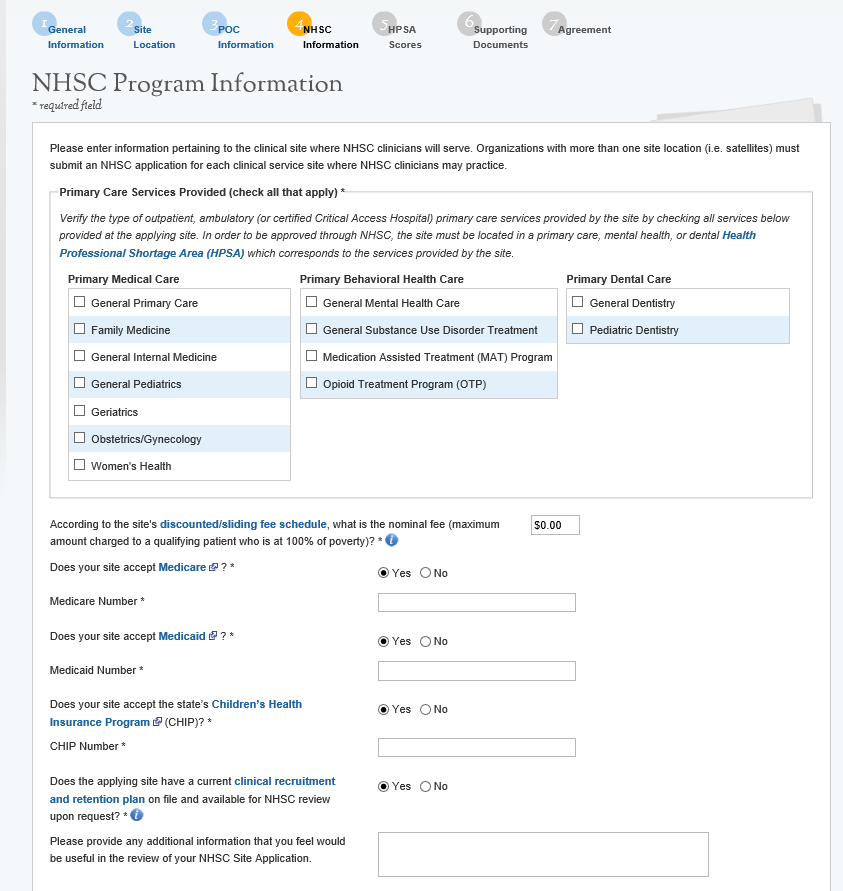 1 General Information
2 Site Location
3 POC Information
4 NHSC Information
5 HPSA Scores
6 Supporting Documents
7 Agreement
NHSC Program Information
* required field
Please enter information pertaining to the clinical site where NHSC clinicians will serve. Organizations with more than one site location (i.e. satellites) must
submit an NHSC application for each clinical service site where NHSC clinicians may practice.
Primary Care Services Provided (check all that apply) *
Verify the type of outpatient, ambulatory (or certified Critical Access Hospital) primary care services provided by the site by checking all services below
provided at the applying site. In order to be approved through NHSC, the site must be located in a primary care, mental health, or dental Health
Professional Shortage Area (HPSA) which corresponds to the services provided by the site.
Primary Medical Care
General Primary Care
Family Medicine
General Internal Medicine
General Pediatrics
Geriatrics
Obstetrics/Gynecology
Women's Health
Primary Behavioral Health Care
General Mental Health Care
General Substance Use Disorder Treatment
Medication Assisted Treatment (MAT) Program
Opioid Treatment Program (OTP)
Primary Dental Care
General Dentistry
Pediatric Dentistry
According to the site's discounted/sliding fee schedule, what is the nominal fee (maximum
amount charged to a qualifying patient who is at 100% of poverty)? *
$0.00
Does your site accept Medicare ? *
Yes No
Medicare Number *
Does your site accept Medicaid ? *
Yes No
Medicaid Number *
Does your site accept the state's Children's Health
Insurance Program (CHIP)? *
Yes No
CHIP Number *
Does the applying site have a current clinical recruitment
and retention plan on file and available for NHSC review
upon request? *
Yes No
Please provide any additional information that you feel would
be useful in the review of your NHSC Site Application.